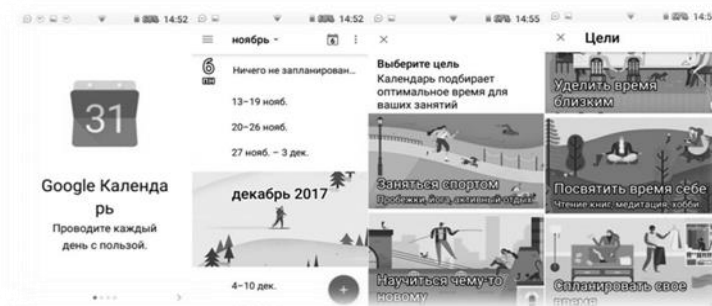 14:52
31
Google Календа
рь
Проводите каждый
день с пользой.
14:52
ноябрь
6
6
пн
Ничего не запланирован...
13–19 нояб.
20–26 нояб.
27 нояб. – 3 дек.
декабрь 2017
4–10 дек.
14:55
Выберите цель
Календарь подбирает
оптимальное время для
ваших занятий
Заняться спортом
Пробежки, йога, активный отдых
Научиться чему-то
новому
Цели
Уделить время
близким
Посвятить время себе
Чтение книг, медитация, хобби
Спланировать свое
время